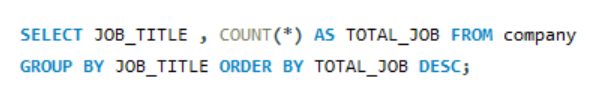 SELECT JOB_TITLE , COUNT(*) AS TOTAL_JOB FROM company
GROUP BY JOB_TITLE ORDER BY TOTAL_JOB DESC;